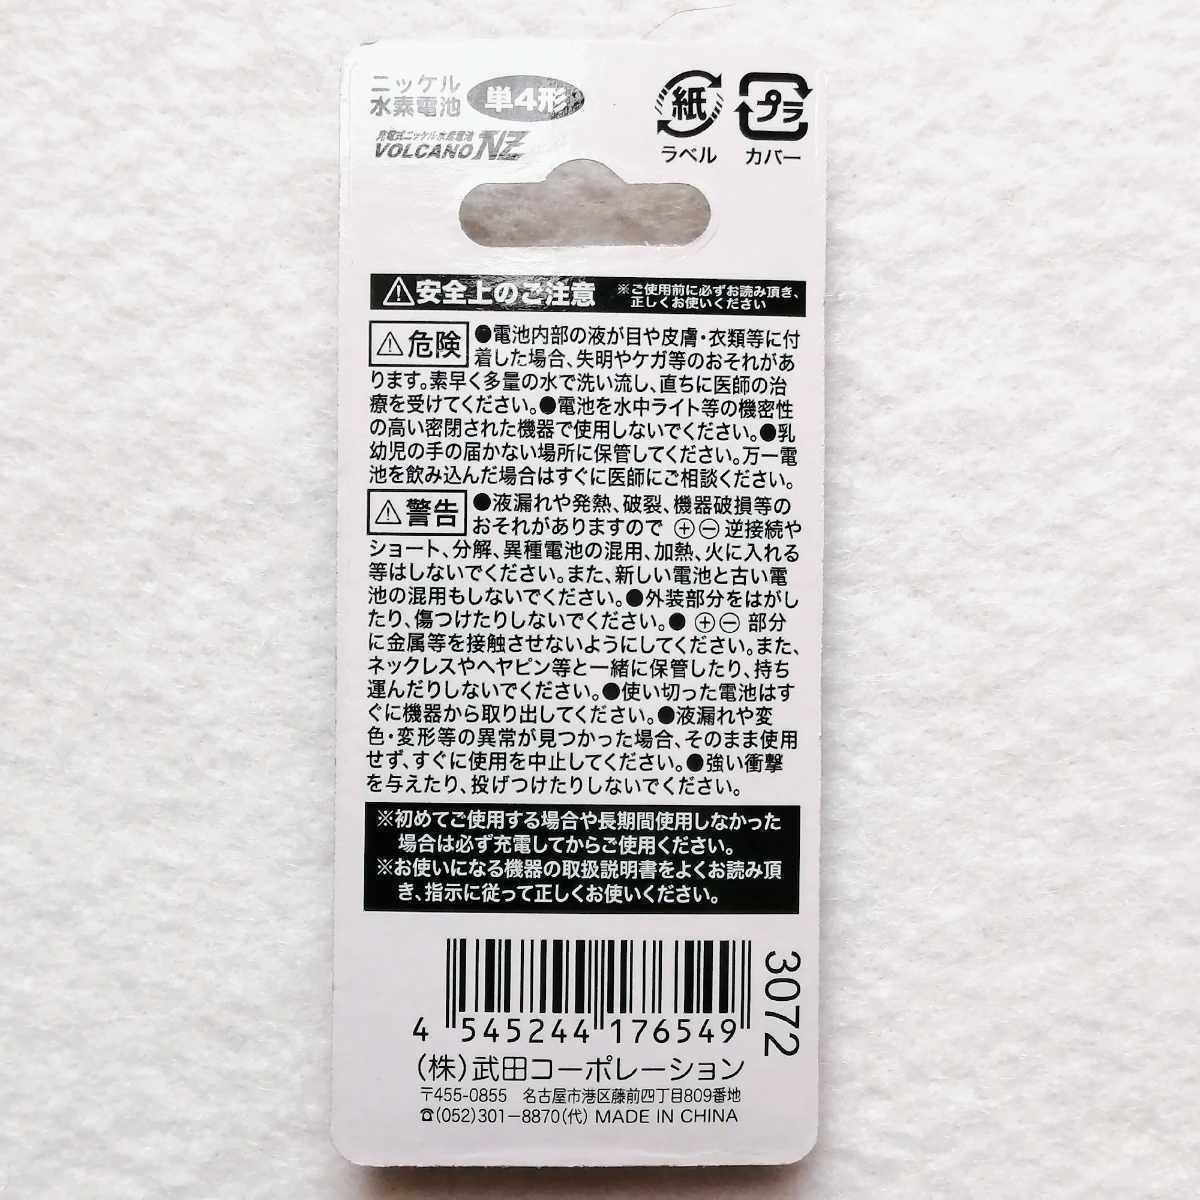 ニッケル
水素電池
単4形
充電式ニッケル水素電池
VOLCANO NZ
紙
ラベル
プラ
カバー
安全上のご注意
※ご使用前に必ずお読み頂き、
正しくお使いください
危険
●電池内部の液が目や皮膚・衣類等に付
着した場合、失明やケガ等のおそれがあ
ります。素早く多量の水で洗い流し、直ちに医師の治
療を受けてください。●電池を水中ライト等の機密性
の高い密閉された機器で使用しないでください。●乳
幼児の手の届かない場所に保管してください。万一電
池を飲み込んだ場合はすぐに医師にご相談ください。
警告
●液漏れや発熱、破裂、機器破損等の
おそれがありますので⊕⊖逆接続や
ショート、分解、異種電池の混用、加熱、火に入れる
等はしないでください。また、新しい電池と古い電
池の混用もしないでください。●外装部分をはがし
たり、傷つけたりしないでください。●⊕⊖部分
に金属等を接触させないようにしてください。また、
ネックレスやヘヤピン等と一緒に保管したり、持ち
運んだりしないでください。●使い切った電池はす
ぐに機器から取り出してください。●液漏れや変
色・変形等の異常が見つかった場合、そのまま使用
せず、すぐに使用を中止してください。●強い衝撃
を与えたり、投げつけたりしないでください。
※初めてご使用する場合や長期間使用しなかった
場合は必ず充電してからご使用ください。
※お使いになる機器の取扱説明書をよくお読み頂
き、指示に従って正しくお使いください。
4 545244 176549
3072
(株)武田コーポレーション
〒455-0855 名古屋市港区藤前四丁目809番地
☎(052)301-8870(代) MADE IN CHINA